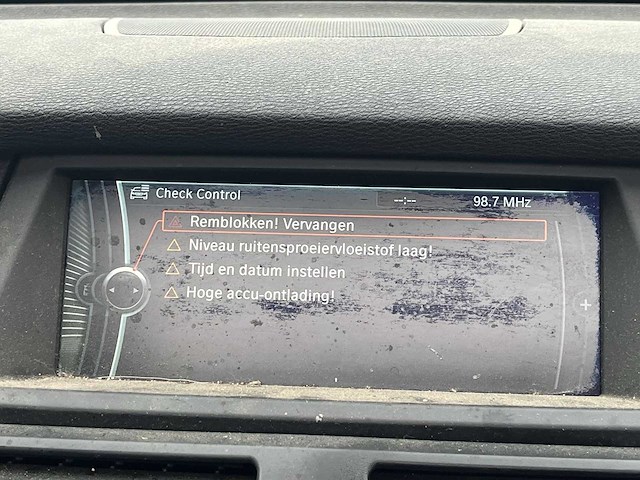 Check Control --:-- 98.7 MHz
Remblokken! Vervangen
Niveau ruitensproeiervloeistof laag!
Tijd en datum instellen
Hoge accu-ontlading!
+